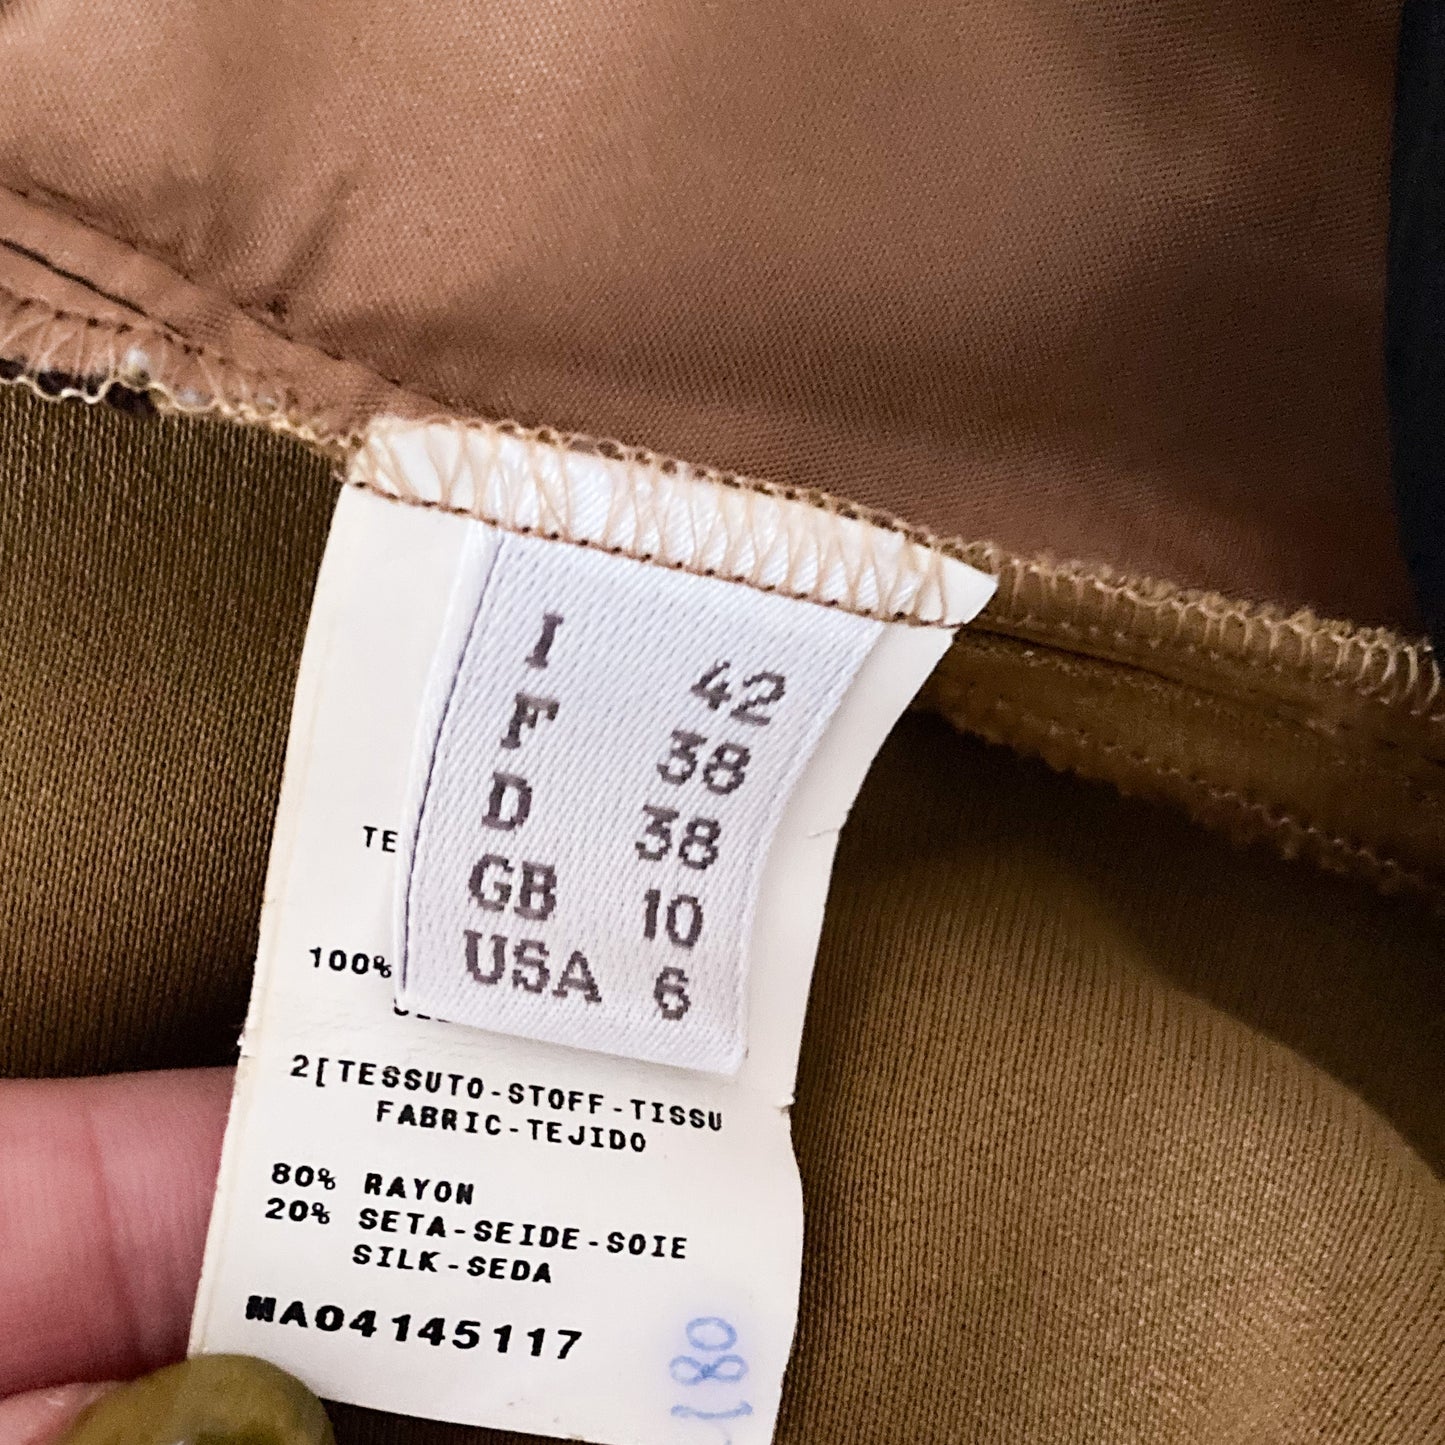 I 42
F 38
D 38
GB 10
USA 6
TE
100%
2[TESSUTO-STOFF-TISSU
FABRIC-TEJIDO
80% RAYON
20% SETA-SEIDE-SOIE
SILK-SEDA
MA04145117